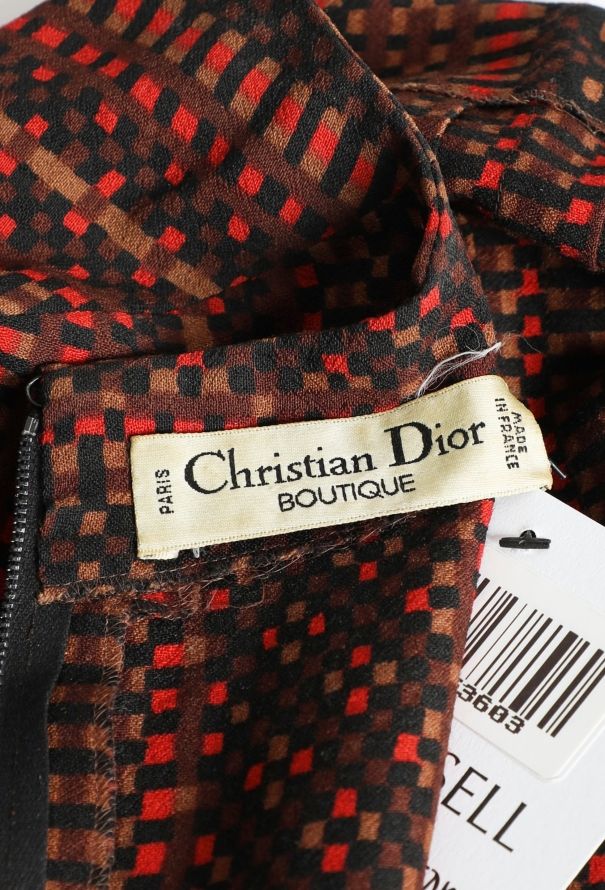 PARIS
Christian Dior
BOUTIQUE
MADE
IN FRANCE
3603
SELL